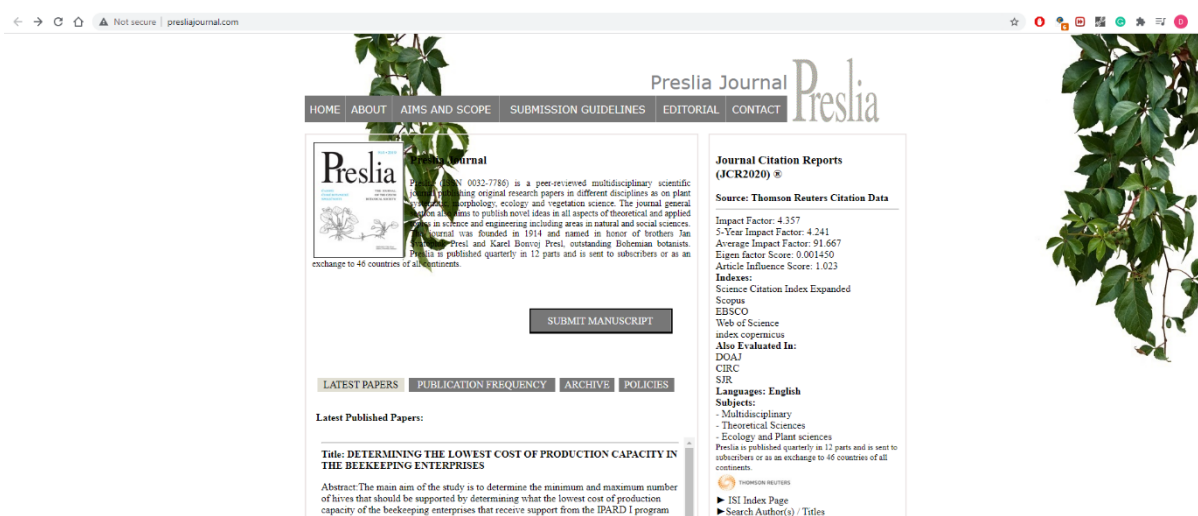 Not secure | presliajournal.com
Preslia Journal
Preslia
HOME ABOUT AIMS AND SCOPE SUBMISSION GUIDELINES EDITORIAL CONTACT
Preslia
Preslia Journal
(ISSN 0032-7786) is a peer-reviewed multidisciplinary scientific
publishing original research papers in different disciplines as on plant
morphology, ecology and vegetation science. The journal general
aims to publish novel ideas in all aspects of theoretical and applied
in science and engineering including areas in natural and social sciences.
journal was founded in 1914 and named in honor of brothers Jan
Presl and Karel Bonvoj Presl, outstanding Bohemian botanists.
Preslia is published quarterly in 12 parts and is sent to subscribers or as an
exchange to 46 countries of all continents.
SUBMIT MANUSCRIPT
LATEST PAPERS PUBLICATION FREQUENCY ARCHIVE POLICIES
Latest Published Papers:
Title: DETERMINING THE LOWEST COST OF PRODUCTION CAPACITY IN
THE BEEKEEPING ENTERPRISES
Abstract:The main aim of the study is to determine the minimum and maximum number
of hives that should be supported by determining what the lowest cost of production
capacity of the beekeeping enterprises that receive support from the IPARD I program
Journal Citation Reports
(JCR2020) ®
Source: Thomson Reuters Citation Data
Impact Factor: 4.357
5-Year Impact Factor: 4.241
Average Impact Factor: 91.667
Eigen factor Score: 0.001450
Article Influence Score: 1.023
Indexes:
Science Citation Index Expanded
Scopus
EBSCO
Web of Science
index copernicus
Also Evaluated In:
DOAJ
CIRC
SJR
Languages: English
Subjects:
- Multidisciplinary
- Theoretical Sciences
- Ecology and Plant sciences
Preslia is published quarterly in 12 parts and is sent to
subscribers or as an exchange to 46 countries of all
continents.
THOMSON REUTERS
► ISI Index Page
►Search Author(s) / Titles